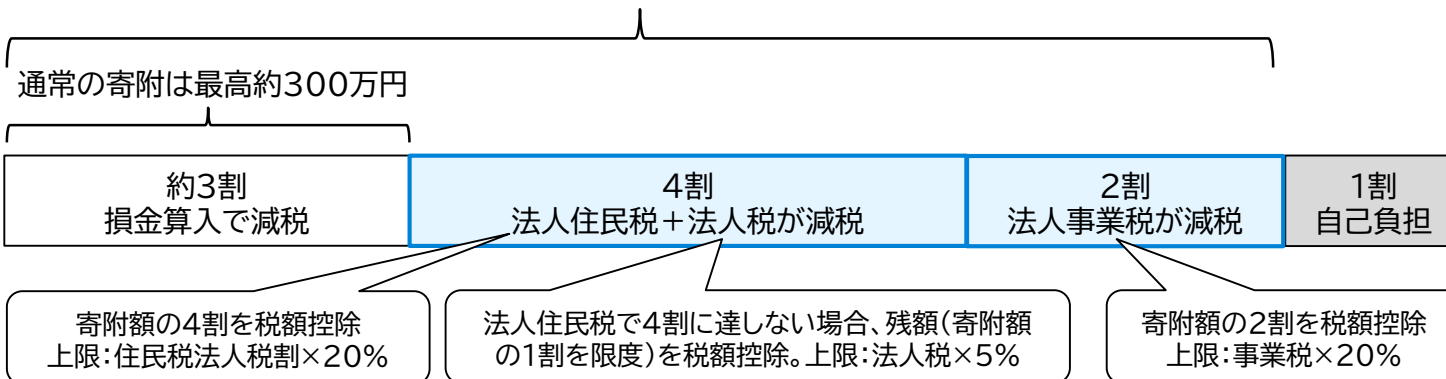 通常の寄附は最高約300万円
約3割
損金算入で減税
4割
法人住民税＋法人税が減税
2割
法人事業税が減税
1割
自己負担
寄附額の4割を税額控除
上限：住民税法人税割×20%
法人住民税で4割に達しない場合、残額（寄附額
の1割を限度）を税額控除。上限：法人税×5%
寄附額の2割を税額控除
上限：事業税×20%